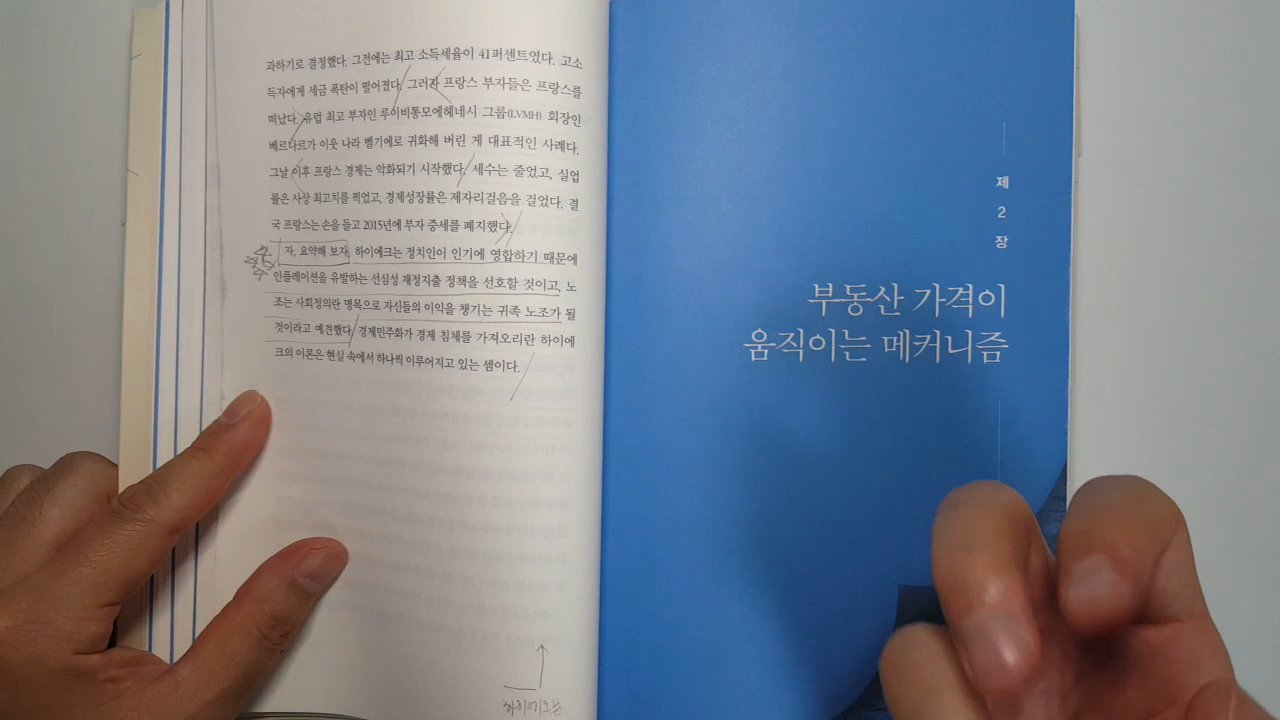 과하기로 결정했다. 그전에는 최고 소득세율이 41퍼센트였다. 고소
득자에게 세금 폭탄이 떨어졌다. 그러자 프랑스 부자들은 프랑스를
떠났다. 유럽 최고 부자인 루이비통모에헤네시 그룹(LVMH) 회장인
베르나르가 이웃 나라 벨기에로 귀화해 버린 게 대표적인 사례다.
그날 이후 프랑스 경제는 악화되기 시작했다. 세수는 줄었고, 실업
률은 사상 최고치를 찍었고, 경제성장률은 제자리걸음을 걸었다. 결
국 프랑스는 손을 들고 2015년에 부자 증세를 폐지했다.
자, 요약해 보자. 하이에크는 정치인이 인기에 영합하기 때문에
인플레이션을 유발하는 선심성 재정지출 정책을 선호할 것이고, 노
조는 사회정의란 명목으로 자신들의 이익을 챙기는 귀족 노조가 될
것이라고 예견했다. 경제민주화가 경제 침체를 가져오리란 하이에
크의 이론은 현실 속에서 하나씩 이루어지고 있는 셈이다.
하이에크는
제
2
장
부동산 가격이
움직이는 메커니즘